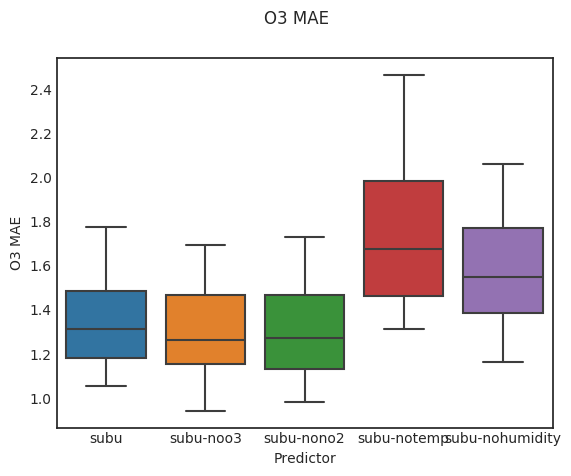 O3 MAE
O3 MAE
2.4
2.2
2.0
1.8
1.6
1.4
1.2
1.0
subu subu-noo3 subu-nono2 subu-notemp subu-nohumidity
Predictor